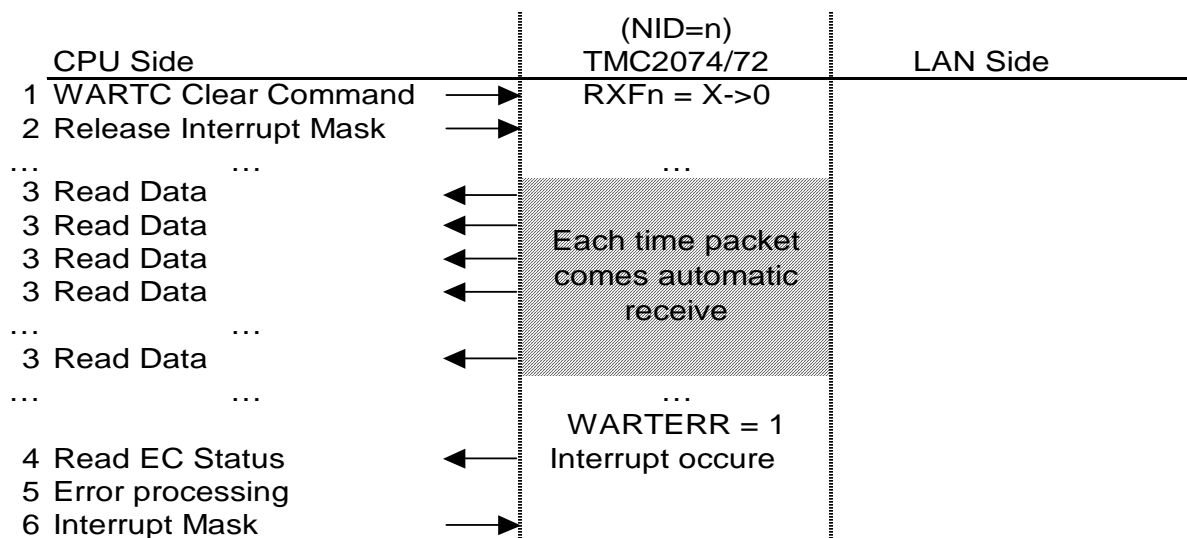 (NID=n)
CPU Side TMC2074/72 LAN Side
1 WARTC Clear Command RXFn = X->0
2 Release Interrupt Mask
... ... ...
3 Read Data
3 Read Data
3 Read Data
3 Read Data
Each time packet
comes automatic
receive
... ...
3 Read Data
... ... ...
WARTERR = 1
4 Read EC Status Interrupt occure
5 Error processing
6 Interrupt Mask